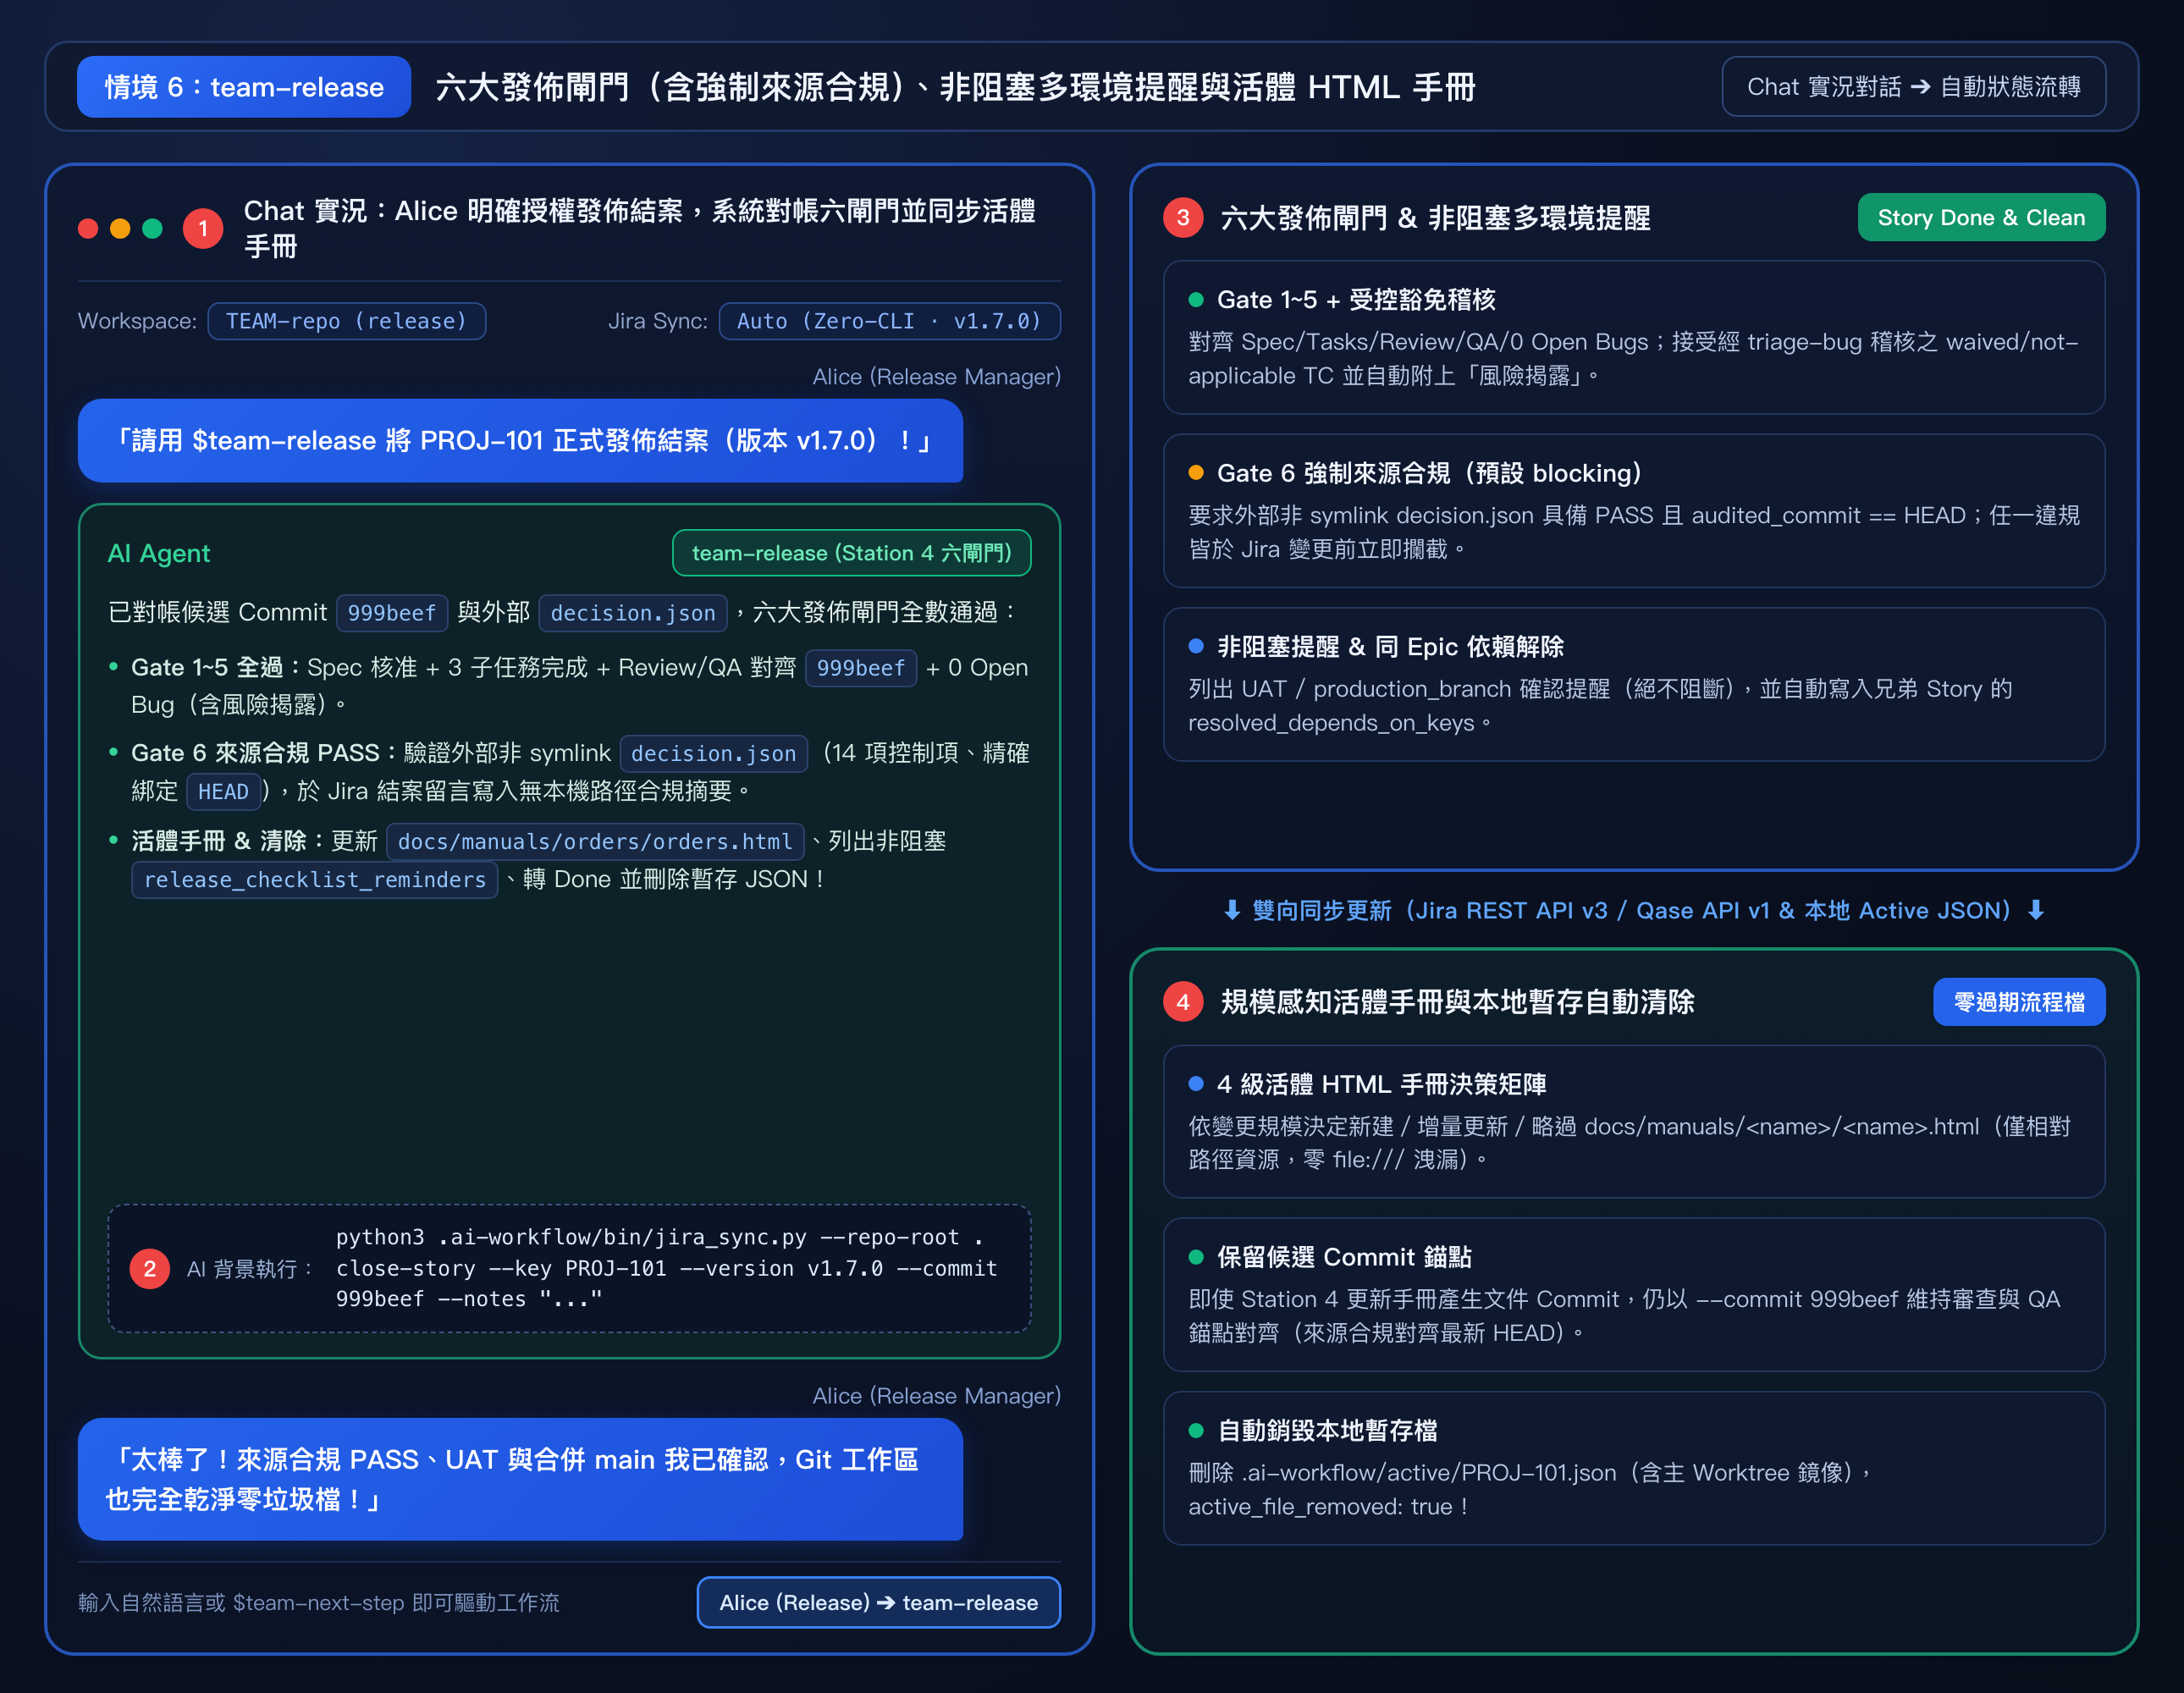 情境 6：team-release
六大發佈閘門（含強制來源合規）、非阻塞多環境提醒與活體 HTML 手冊
Chat 實況對話 ➔ 自動狀態流轉
1
Chat 實況：Alice 明確授權發佈結案，系統對帳六閘門並同步活體
手冊
Workspace: TEAM-repo (release)
Jira Sync: Auto (Zero-CLI · v1.7.0)
Alice (Release Manager)
「請用 $team-release 將 PROJ-101 正式發佈結案（版本 v1.7.0）！」
AI Agent
team-release (Station 4 六閘門)
已對帳候選 Commit 999beef 與外部 decision.json，六大發佈閘門全數通過：
• Gate 1~5 全過：Spec 核准 + 3 子任務完成 + Review/QA 對齊 999beef + 0 Open
Bug（含風險揭露）。
• Gate 6 來源合規 PASS：驗證外部非 symlink decision.json（14 項控制項、精確
綁定 HEAD），於 Jira 結案留言寫入無本機路徑合規摘要。
• 活體手冊 & 清除：更新 docs/manuals/orders/orders.html、列出非阻塞
release_checklist_reminders、轉 Done 並刪除暫存 JSON！
2
AI 背景執行：
python3 .ai-workflow/bin/jira_sync.py --repo-root .
close-story --key PROJ-101 --version v1.7.0 --commit
999beef --notes "..."
Alice (Release Manager)
「太棒了！來源合規 PASS、UAT 與合併 main 我已確認，Git 工作區
也完全乾淨零垃圾檔！」
輸入自然語言或 $team-next-step 即可驅動工作流
Alice (Release) ➔ team-release
3
六大發佈閘門 & 非阻塞多環境提醒
Story Done & Clean
Gate 1~5 + 受控豁免稽核
對齊 Spec/Tasks/Review/QA/0 Open Bugs；接受經 triage-bug 稽核之 waived/not-
applicable TC 並自動附上「風險揭露」。
Gate 6 強制來源合規（預設 blocking）
要求外部非 symlink decision.json 具備 PASS 且 audited_commit == HEAD；任一違規
皆於 Jira 變更前立即攔截。
非阻塞提醒 & 同 Epic 依賴解除
列出 UAT / production_branch 確認提醒（絕不阻斷），並自動寫入兄弟 Story 的
resolved_depends_on_keys。
⬇ 雙向同步更新（Jira REST API v3 / Qase API v1 & 本地 Active JSON）⬇
4
規模感知活體手冊與本地暫存自動清除
零過期流程檔
4 級活體 HTML 手冊決策矩陣
依變更規模決定新建 / 增量更新 / 略過 docs/manuals/<name>/<name>.html（僅相對
路徑資源，零 file:/// 洩漏）。
保留候選 Commit 錨點
即使 Station 4 更新手冊產生文件 Commit，仍以 --commit 999beef 維持審查與 QA
錨點對齊（來源合規對齊最新 HEAD）。
自動銷毀本地暫存檔
刪除 .ai-workflow/active/PROJ-101.json（含主 Worktree 鏡像），
active_file_removed: true！